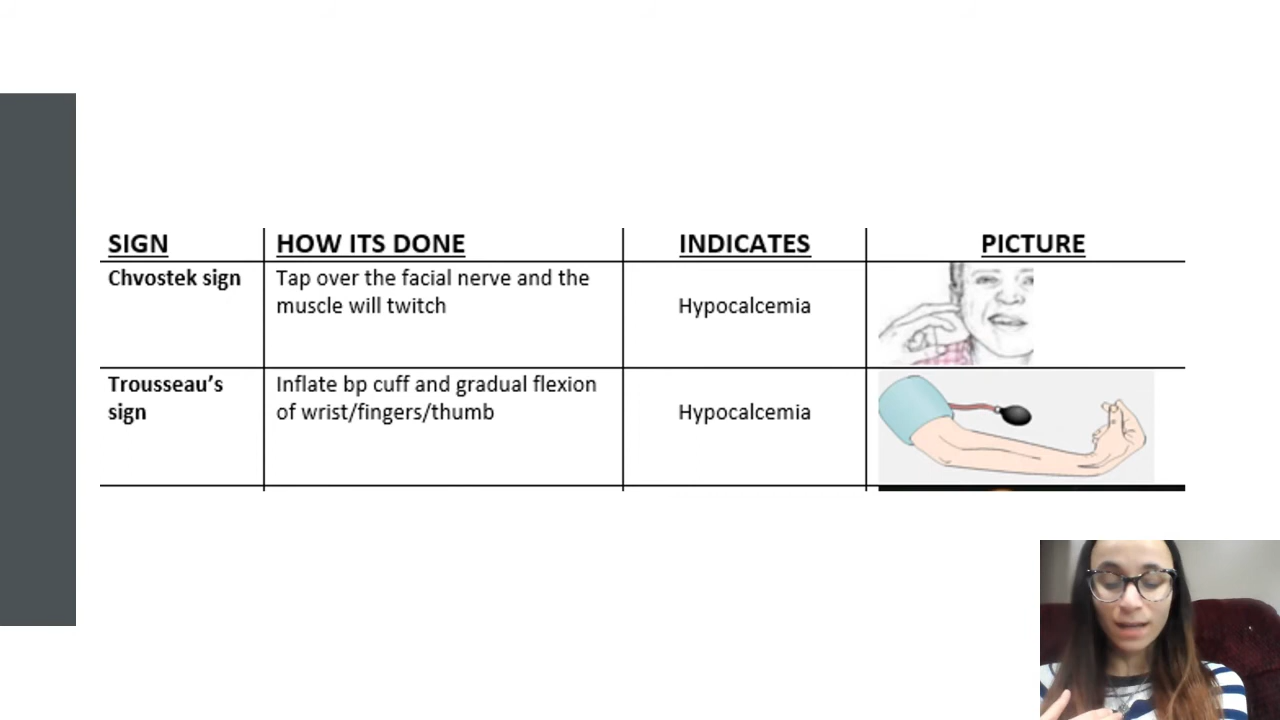 SIGN HOW ITS DONE INDICATES PICTURE
Chvostek sign
Tap over the facial nerve and the
muscle will twitch
Hypocalcemia
Trousseau’s
sign
Inflate bp cuff and gradual flexion
of wrist/fingers/thumb
Hypocalcemia